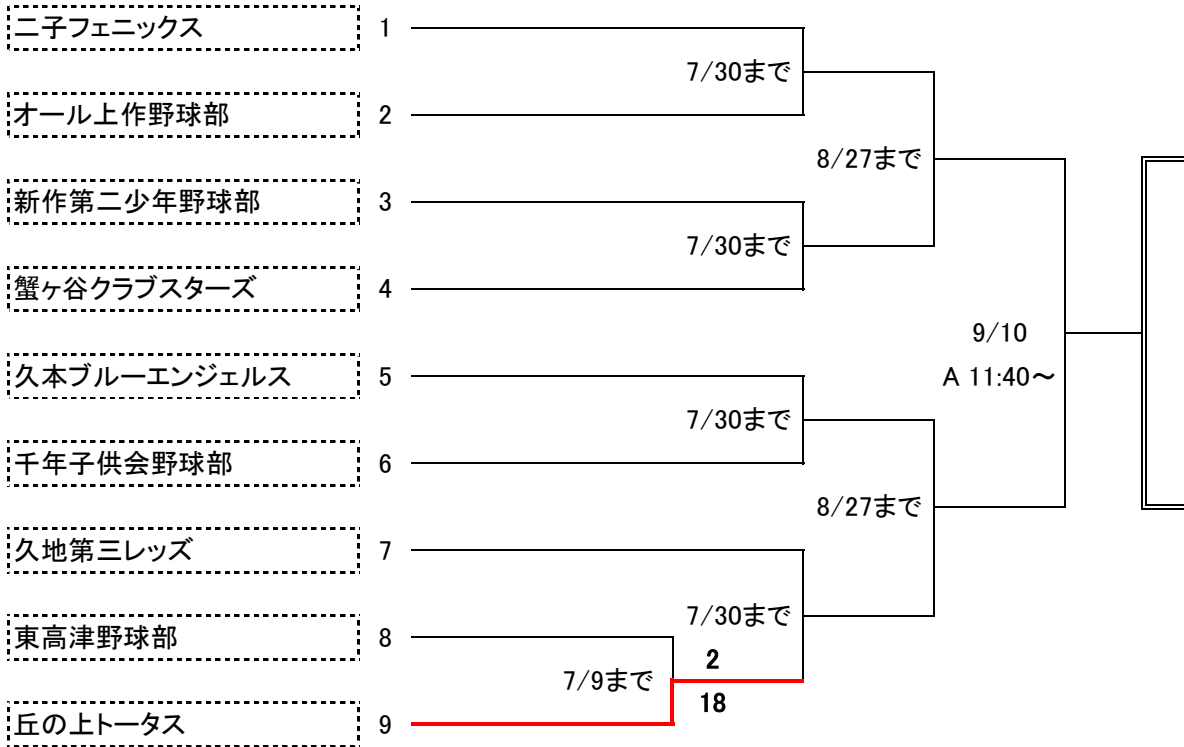 二子フェニックス 1
7/30まで
オール上作野球部 2
8/27まで
新作第二少年野球部 3
7/30まで
蟹ヶ谷クラブスターズ 4
9/10
久本ブルーエンジェルス 5
A 11:40～
7/30まで
千年子供会野球部 6
8/27まで
久地第三レッズ 7
7/30まで
東高津野球部 8
2
7/9まで
18
丘の上トータス 9